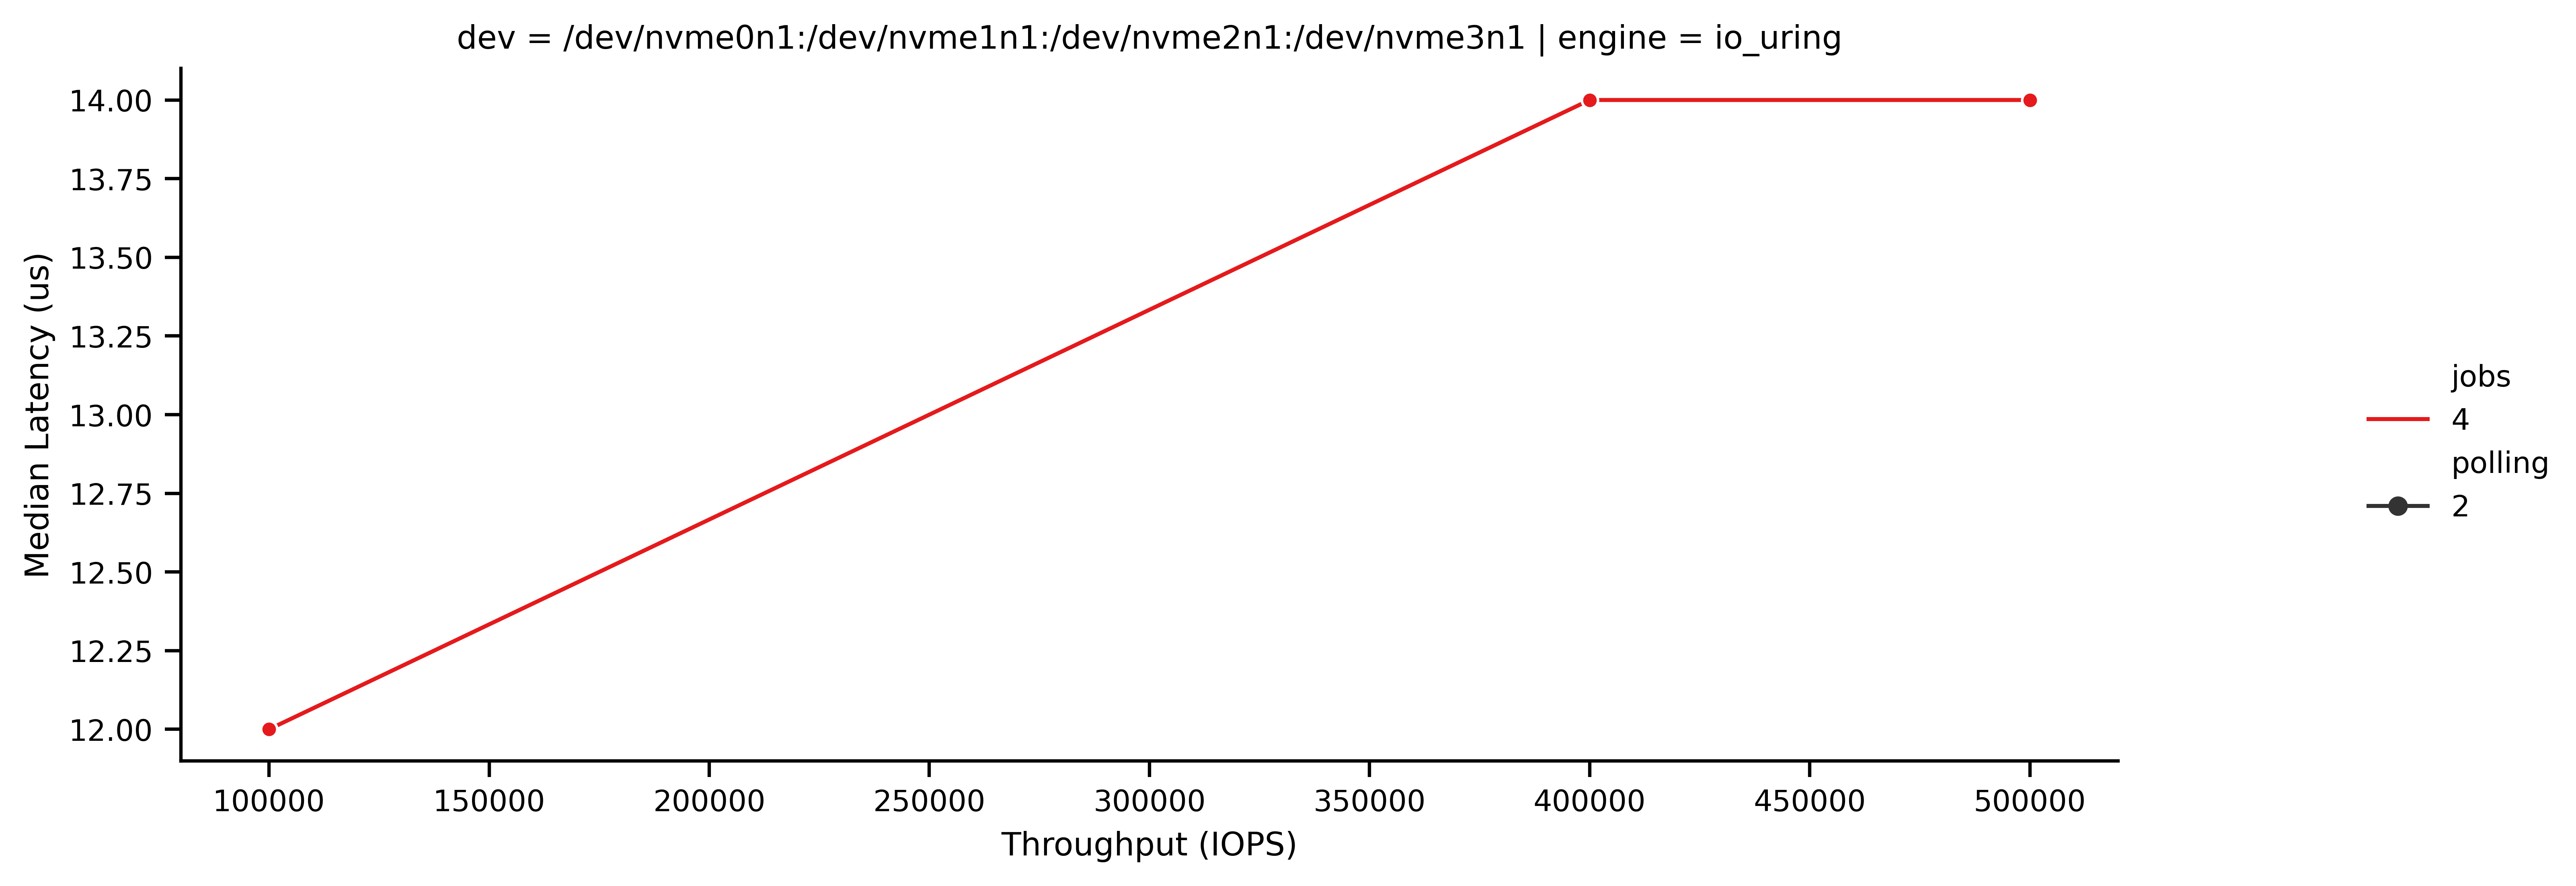 dev = /dev/nvme0n1:/dev/nvme1n1:/dev/nvme2n1:/dev/nvme3n1 | engine = io_uring
Median Latency (us)
14.00
13.75
13.50
13.25
13.00
12.75
12.50
12.25
12.00
100000 150000 200000 250000 300000 350000 400000 450000 500000
Throughput (IOPS)
jobs
4
polling
2